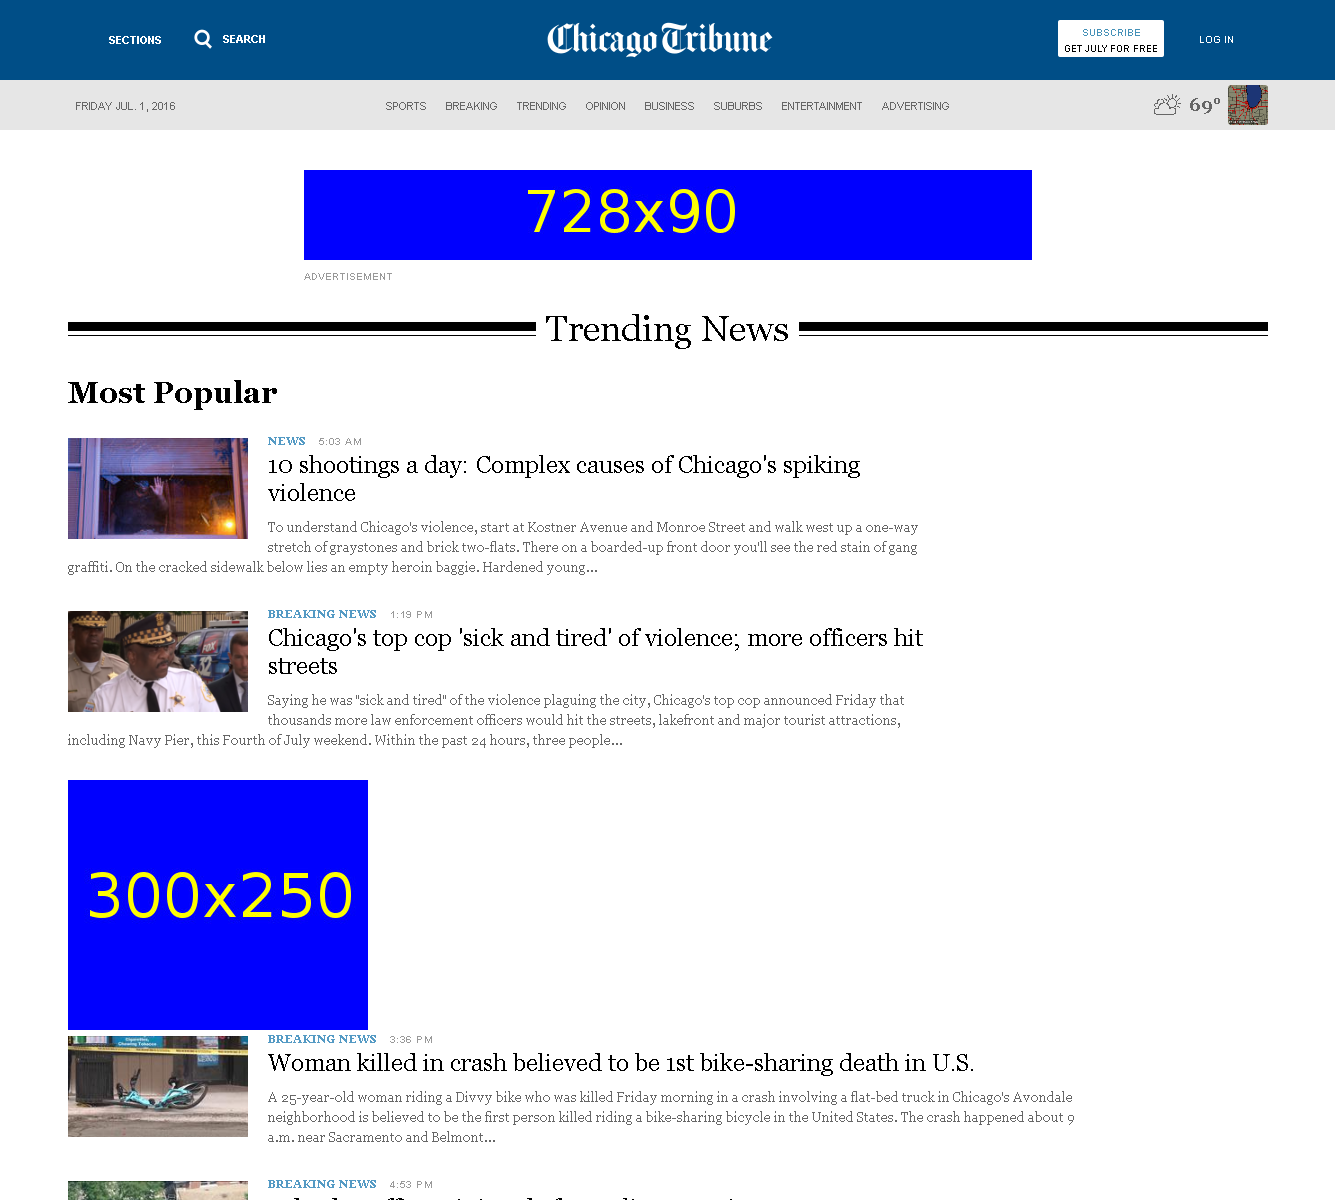 SECTIONS
SEARCH
Chicago Tribune
SUBSCRIBE
GET JULY FOR FREE
LOG IN
FRIDAY JUL. 1, 2016
SPORTS BREAKING TRENDING OPINION BUSINESS SUBURBS ENTERTAINMENT ADVERTISING
69°
728x90
ADVERTISEMENT
Trending News
Most Popular
NEWS 5:03 AM
10 shootings a day: Complex causes of Chicago's spiking
violence
To understand Chicago's violence, start at Kostner Avenue and Monroe Street and walk west up a one-way
stretch of graystones and brick two-flats. There on a boarded-up front door you'll see the red stain of gang
graffiti. On the cracked sidewalk below lies an empty heroin baggie. Hardened young...
BREAKING NEWS 1:19 PM
Chicago's top cop 'sick and tired' of violence; more officers hit
streets
Saying he was "sick and tired" of the violence plaguing the city, Chicago's top cop announced Friday that
thousands more law enforcement officers would hit the streets, lakefront and major tourist attractions,
including Navy Pier, this Fourth of July weekend. Within the past 24 hours, three people...
300x250
BREAKING NEWS 3:36 PM
Woman killed in crash believed to be 1st bike-sharing death in U.S.
A 25-year-old woman riding a Divvy bike who was killed Friday morning in a crash involving a flat-bed truck in Chicago's Avondale
neighborhood is believed to be the first person killed riding a bike-sharing bicycle in the United States. The crash happened about 9
a.m. near Sacramento and Belmont...
BREAKING NEWS 4:53 PM